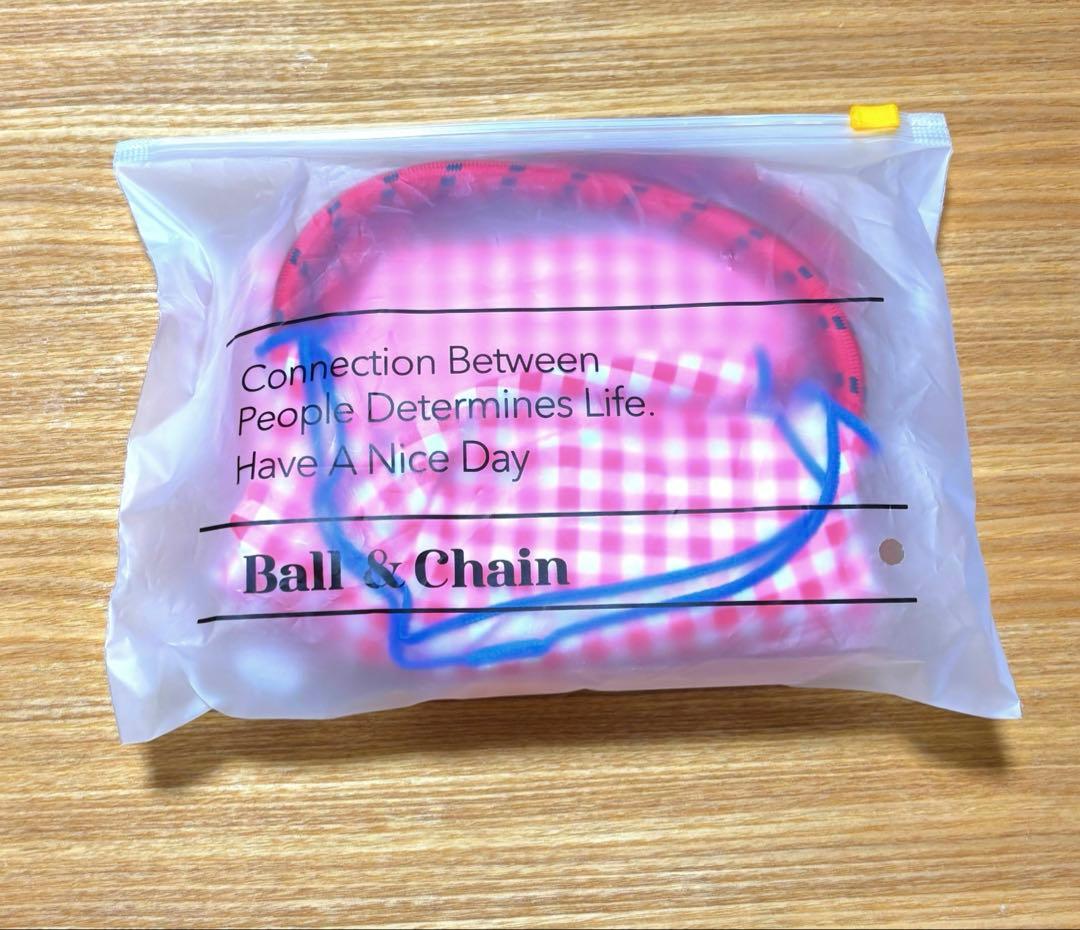 Connection Between
People Determines Life.
Have A Nice Day
Ball & Chain